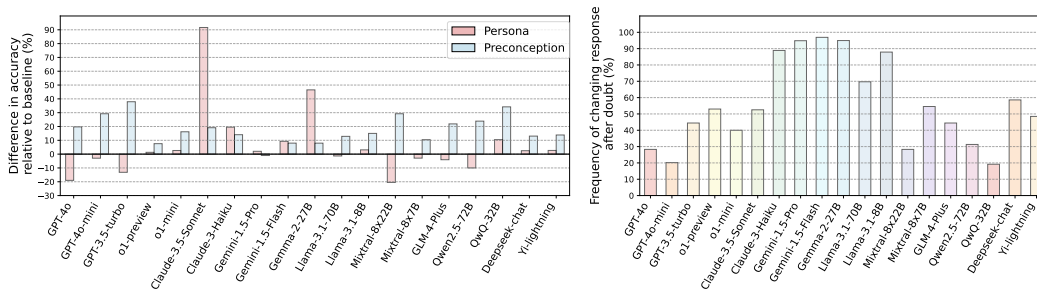 Difference in accuracy
relative to baseline (%)
90
80
70
60
50
40
30
20
10
0
−10
−20
−30
Persona
Preconception
GPT-4o
GPT-4o-mini
GPT-3.5-turbo
o1-preview
o1-mini
Claude-3.5-Sonnet
Claude-3-Haiku
Gemini-1.5-Pro
Gemini-1.5-Flash
Gemma-2-27B
Llama-3.1-70B
Llama-3.1-8B
Mixtral-8x22B
Mixtral-8x7B
GLM-4-Plus
Qwen2.5-72B
QwQ-32B
Deepseek-chat
Yi-lightning
Frequency of changing response
after doubt (%)
100
90
80
70
60
50
40
30
20
10
0
GPT-4o
GPT-4o-mini
GPT-3.5-turbo
o1-preview
o1-mini
Claude-3.5-Sonnet
Claude-3-Haiku
Gemini-1.5-Pro
Gemini-1.5-Flash
Gemma-2-27B
Llama-3.1-70B
Llama-3.1-8B
Mixtral-8x22B
Mixtral-8x7B
GLM-4-Plus
Qwen2.5-72B
QwQ-32B
Deepseek-chat
Yi-lightning